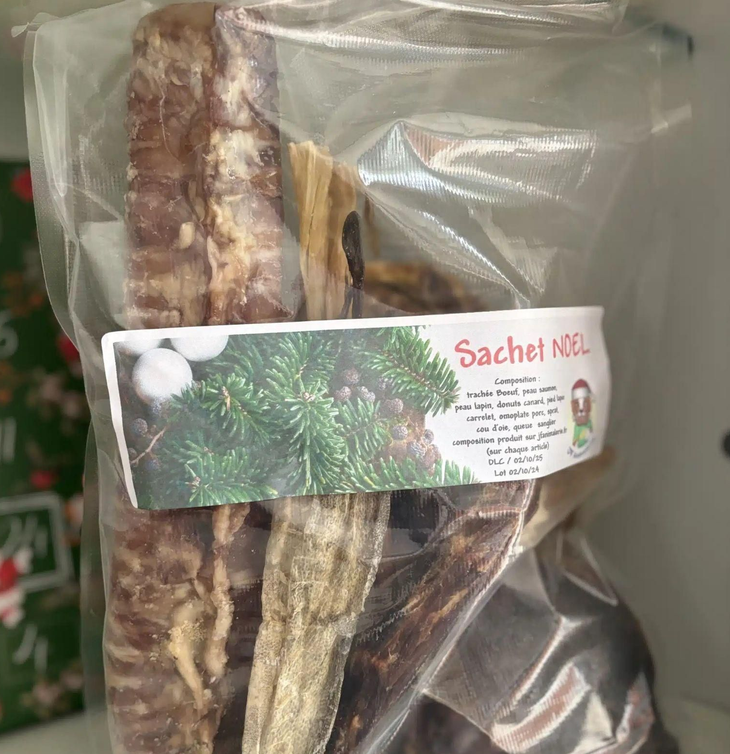 Sachet NOEL
Composition :
trachée Boeuf, peau saumon,
peau lapin, donuts canard, pied lapin
carrelet, omoplate porc, sprat,
cou d'oie, queue sanglier
composition produit sur
(sur chaque article)
DLC / 02/10/25
Lot 02/10/24